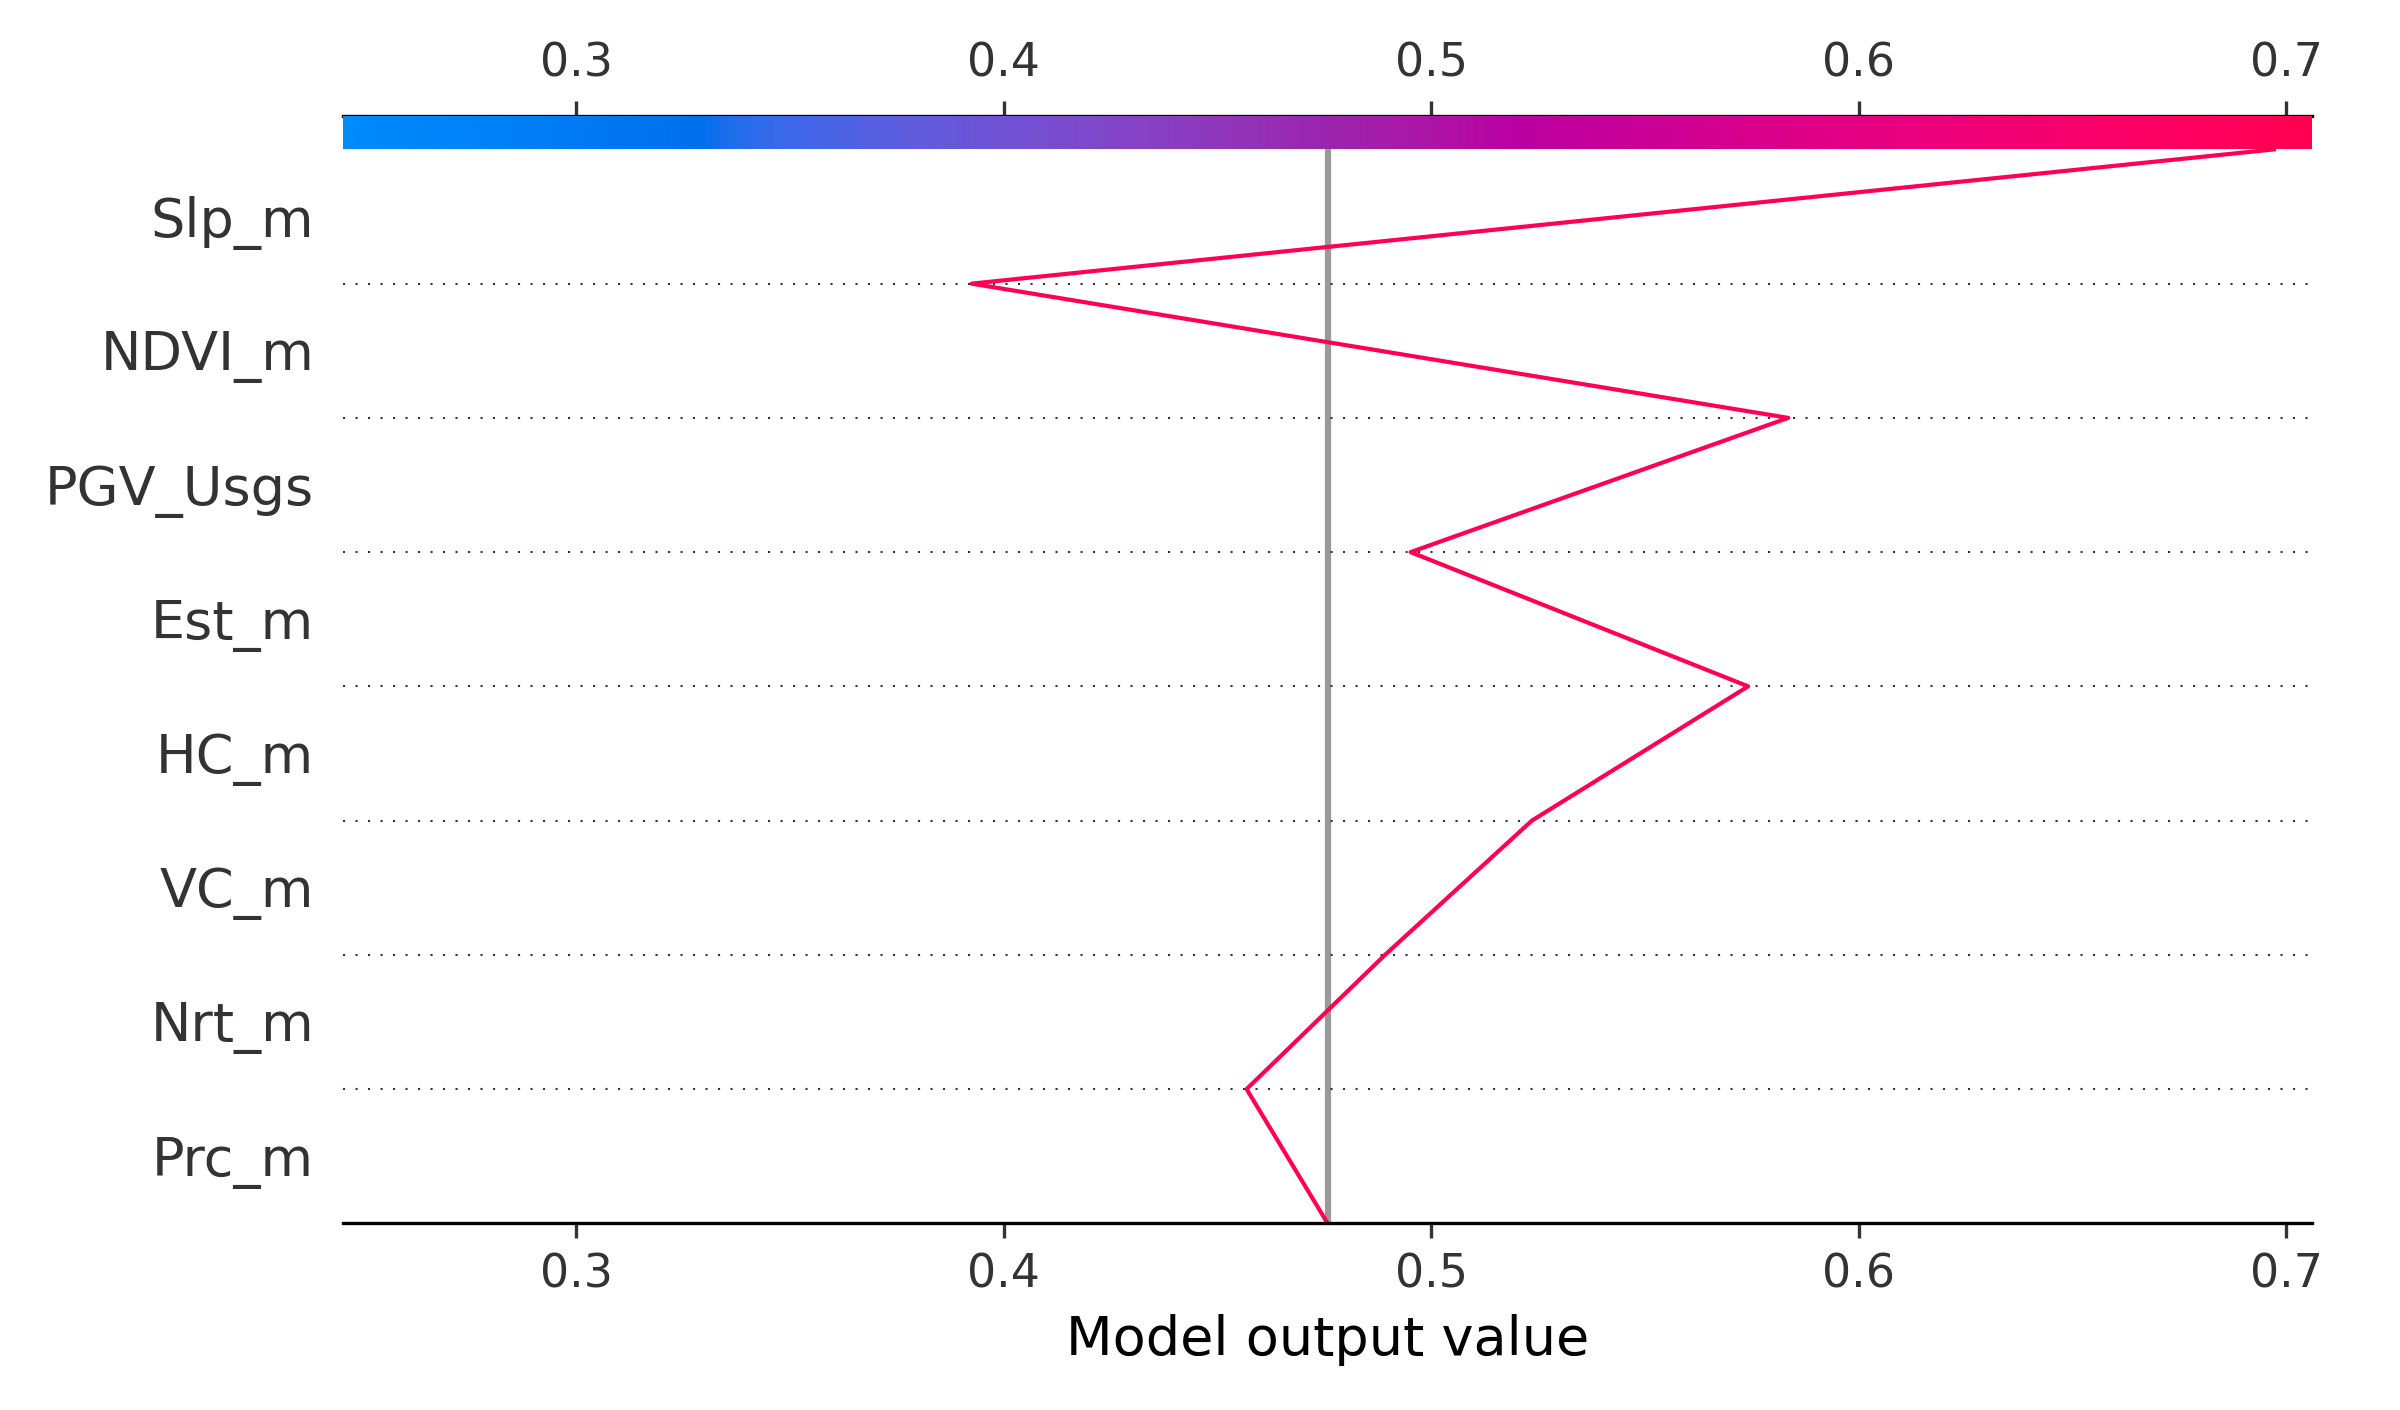 0.3 0.4 0.5 0.6 0.7
Slp_m
NDVI_m
PGV_Usgs
Est_m
HC_m
VC_m
Nrt_m
Prc_m
0.3 0.4 0.5 0.6 0.7
Model output value